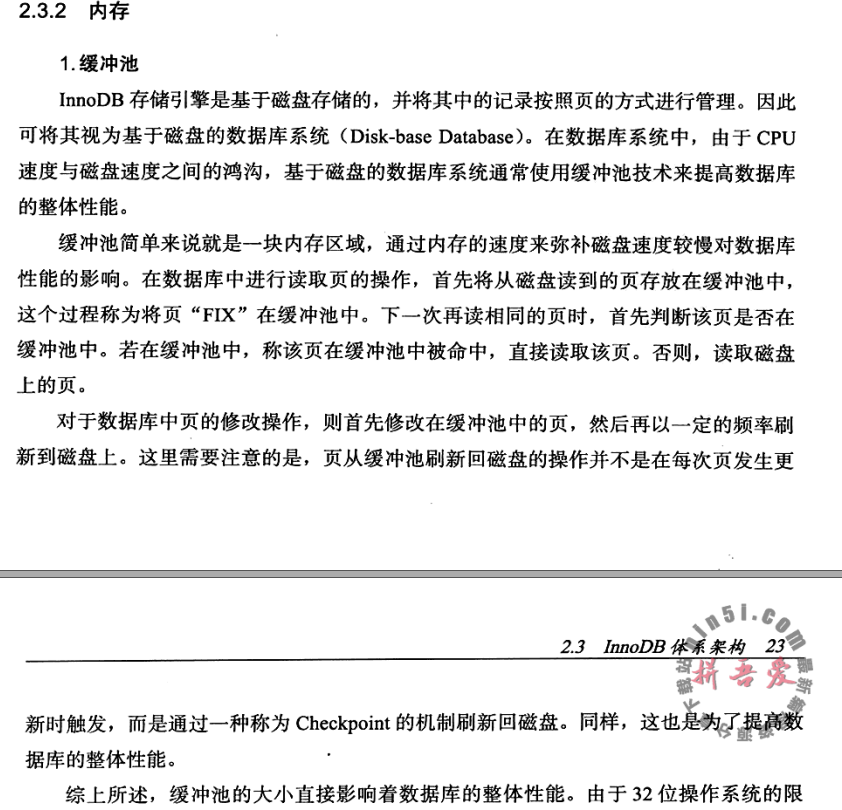 2.3.2 内存
1.缓冲池
InnoDB 存储引擎是基于磁盘存储的，并将其中的记录按照页的方式进行管理。因此
可将其视为基于磁盘的数据库系统（Disk-base Database）。在数据库系统中，由于 CPU
速度与磁盘速度之间的鸿沟，基于磁盘的数据库系统通常使用缓冲池技术来提高数据库
的整体性能。
缓冲池简单来说就是一块内存区域，通过内存的速度来弥补磁盘速度较慢对数据库
性能的影响。在数据库中进行读取页的操作，首先将从磁盘读到的页存放在缓冲池中，
这个过程称为将页“FIX”在缓冲池中。下一次再读相同的页时，首先判断该页是否在
缓冲池中。若在缓冲池中，称该页在缓冲池中被命中，直接读取该页。否则，读取磁盘
上的页。
对于数据库中页的修改操作，则首先修改在缓冲池中的页，然后再以一定的频率刷
新到磁盘上。这里需要注意的是，页从缓冲池刷新回磁盘的操作并不是在每次页发生更
2.3 InnoDB 体系架构 23
拼吾爱
新时触发，而是通过一种称为 Checkpoint 的机制刷新回磁盘。同样，这也是为了提高数
据库的整体性能。
综上所述，缓冲池的大小直接影响着数据库的整体性能。由于 32 位操作系统的限